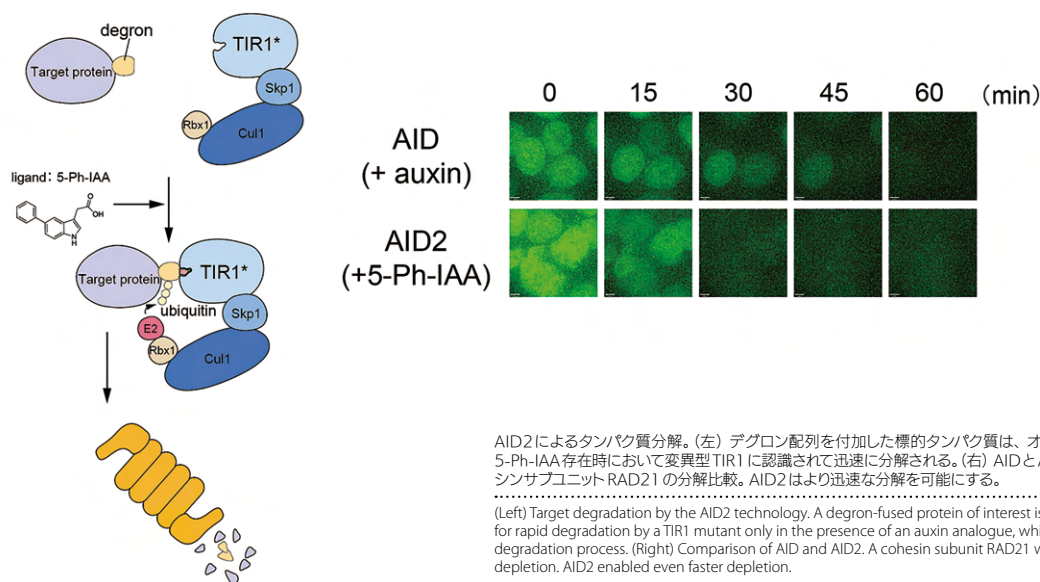 degron
Target protein
TIR1*
Skp1
Rbx1
Cul1
ligand: 5-Ph-IAA
O
OH
N
H
Target protein
TIR1*
ubiquitin
E2
Skp1
Rbx1
Cul1
0 15 30 45 60 (min)
AID
(+ auxin)
AID2
(+5-Ph-IAA)
AID2によるタンパク質分解。(左) デグロン配列を付加した標的タンパク質は、オ
5-Ph-IAA存在時において変異型TIR1に認識されて迅速に分解される。(右) AIDと
シンサブユニットRAD21の分解比較。AID2はより迅速な分解を可能にする。
(Left) Target degradation by the AID2 technology. A degron-fused protein of interest is
for rapid degradation by a TIR1 mutant only in the presence of an auxin analogue, whi
degradation process. (Right) Comparison of AID and AID2. A cohesin subunit RAD21 w
depletion. AID2 enabled even faster depletion.